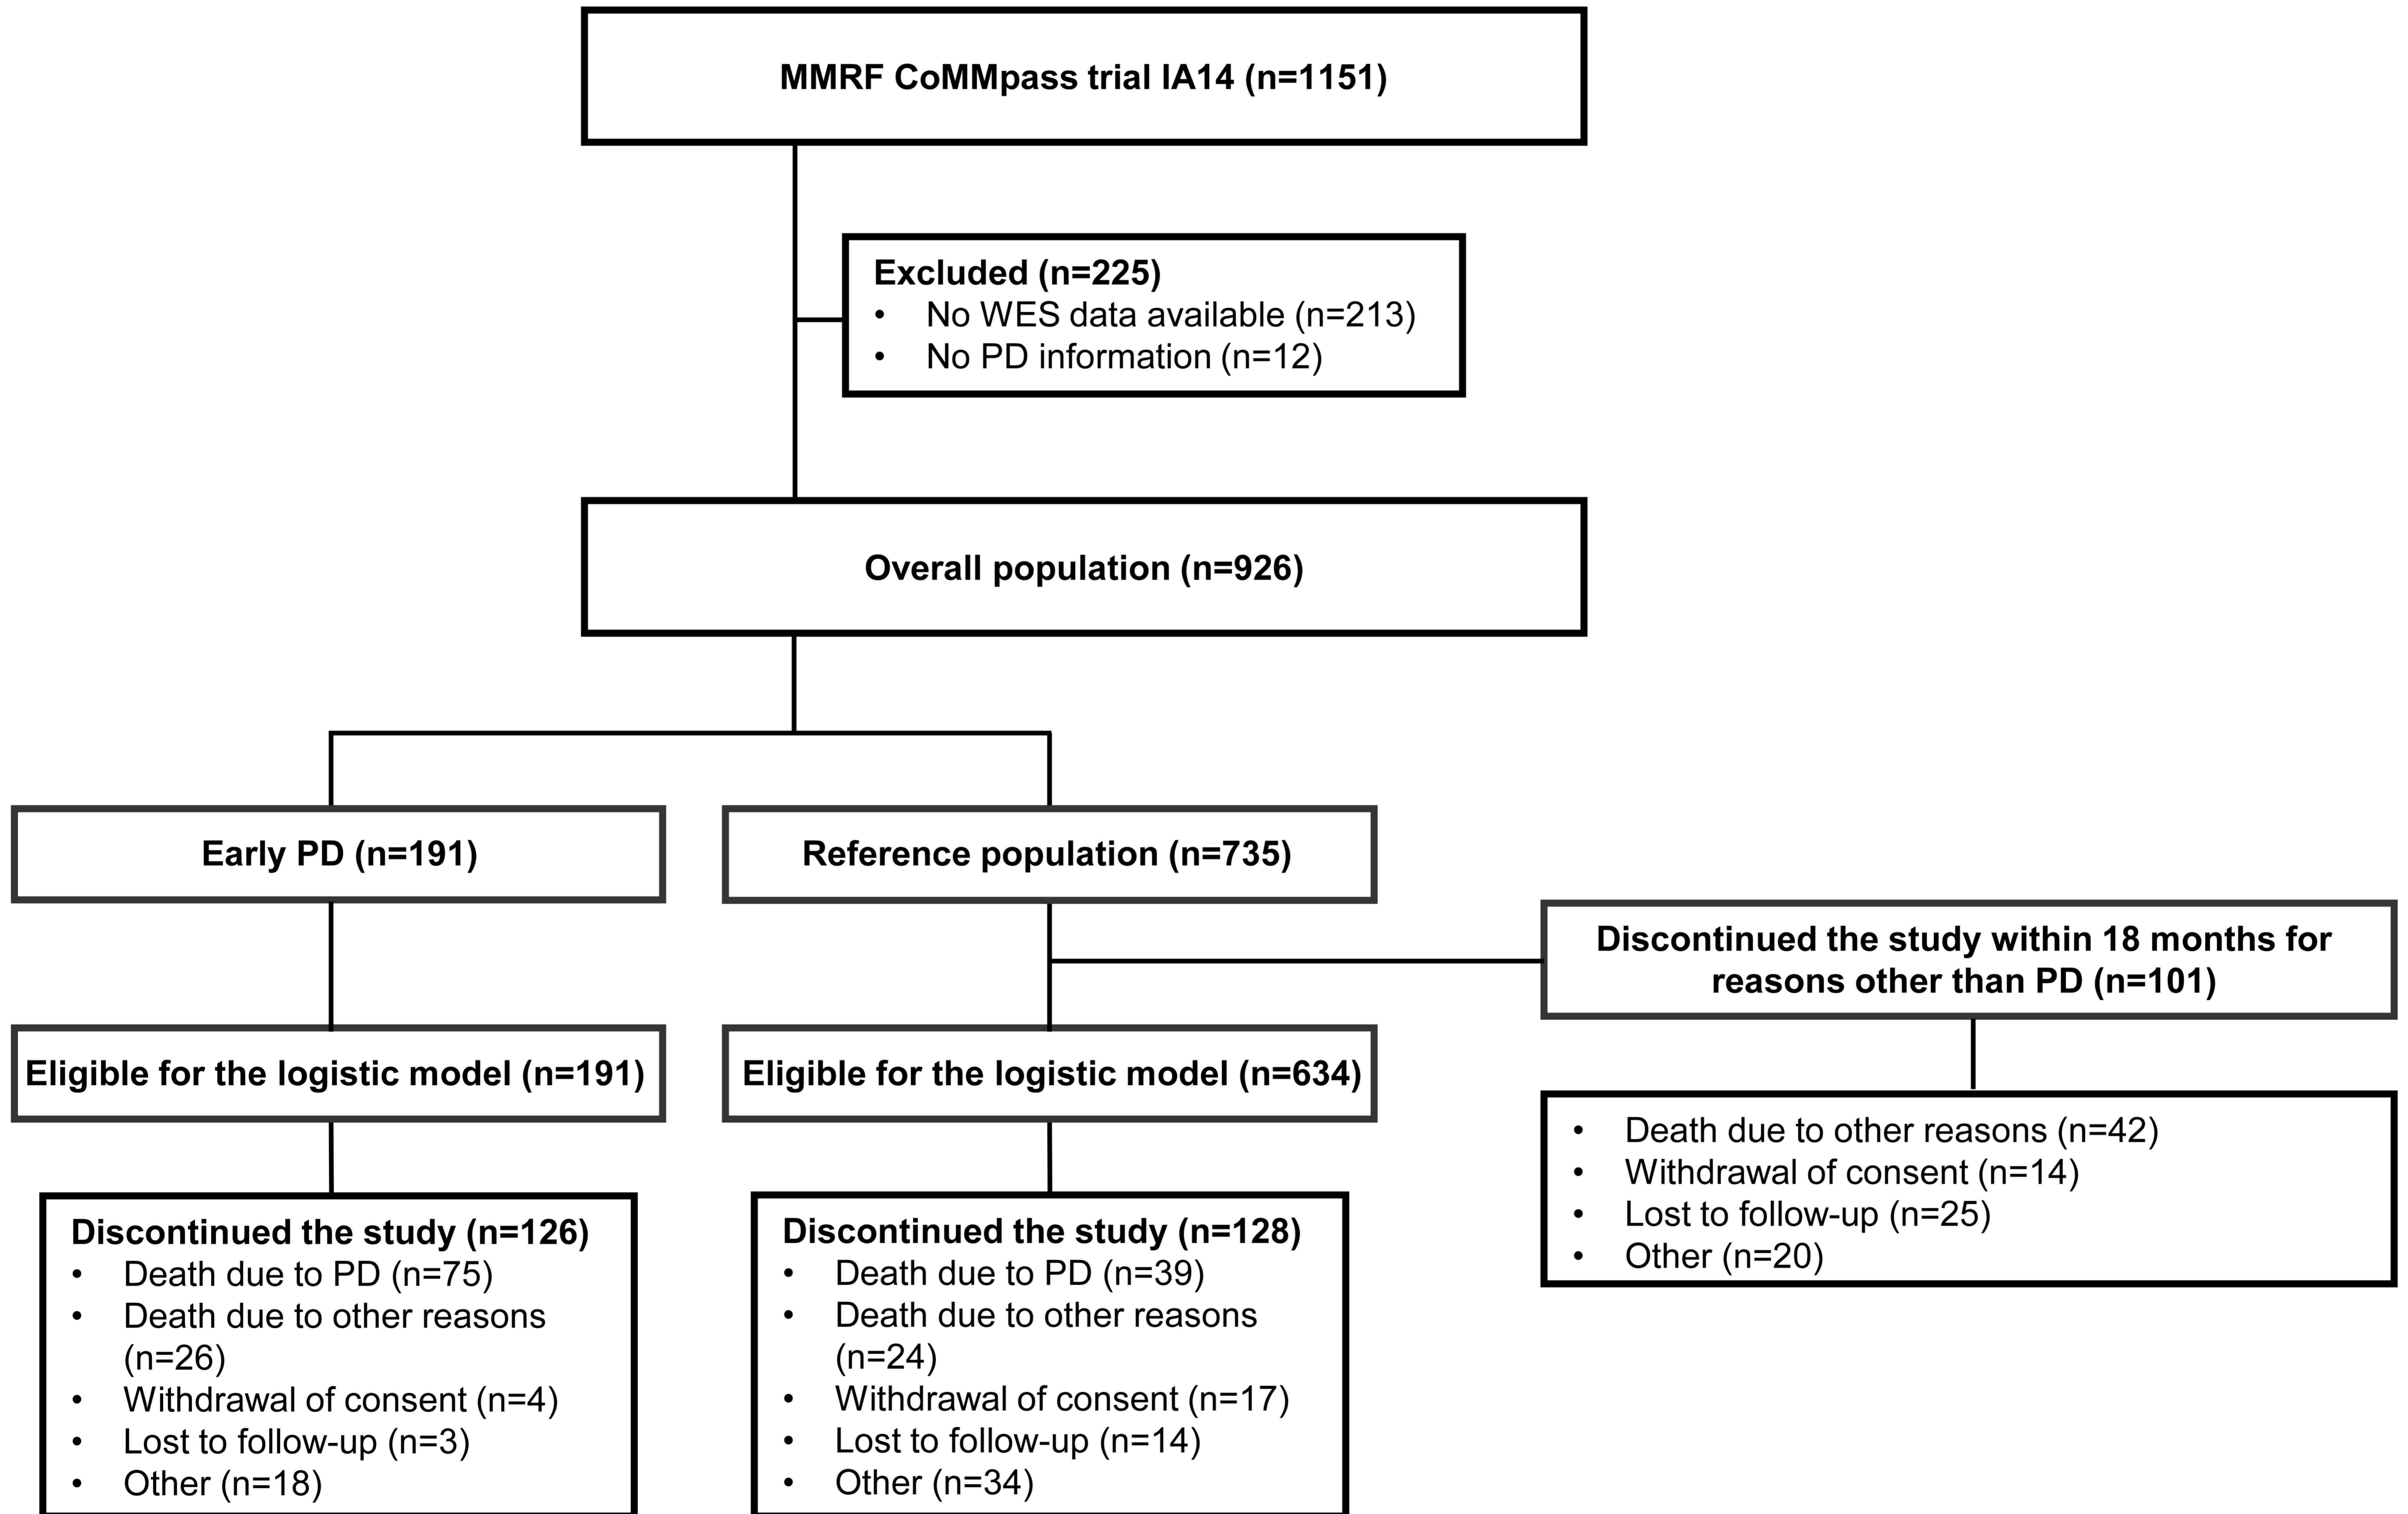 MMRF CoMMpass trial IA14 (n=1151)
Excluded (n=225)
• No WES data available (n=213)
• No PD information (n=12)
Overall population (n=926)
Early PD (n=191)
Reference population (n=735)
Discontinued the study within 18 months for
reasons other than PD (n=101)
Eligible for the logistic model (n=191)
Eligible for the logistic model (n=634)
• Death due to other reasons (n=42)
• Withdrawal of consent (n=14)
• Lost to follow-up (n=25)
• Other (n=20)
Discontinued the study (n=126)
• Death due to PD (n=75)
• Death due to other reasons
(n=26)
• Withdrawal of consent (n=4)
• Lost to follow-up (n=3)
• Other (n=18)
Discontinued the study (n=128)
• Death due to PD (n=39)
• Death due to other reasons
(n=24)
• Withdrawal of consent (n=17)
• Lost to follow-up (n=14)
• Other (n=34)